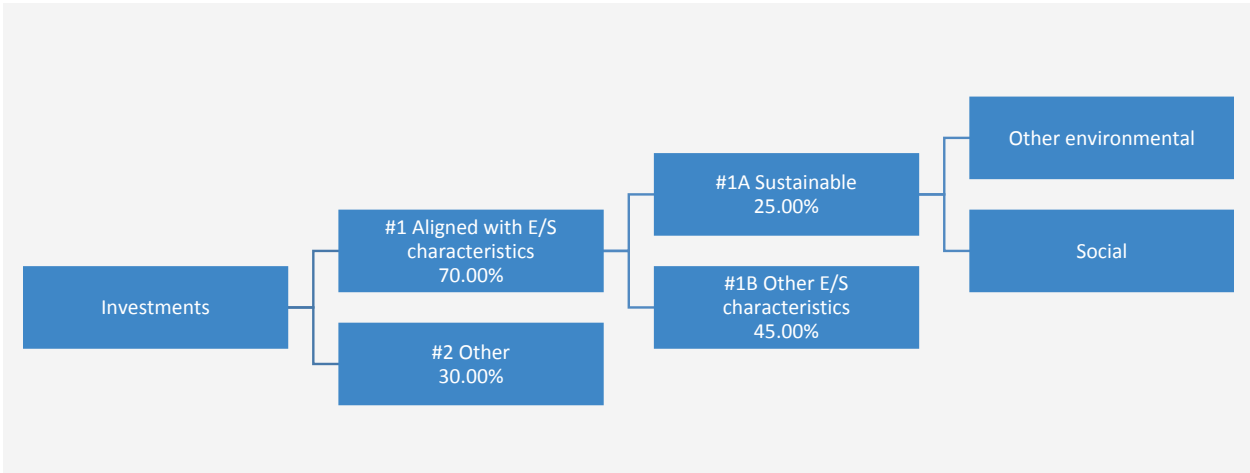 Investments
#1 Aligned with E/S
characteristics
70.00%
#2 Other
30.00%
#1A Sustainable
25.00%
#1B Other E/S
characteristics
45.00%
Other environmental
Social